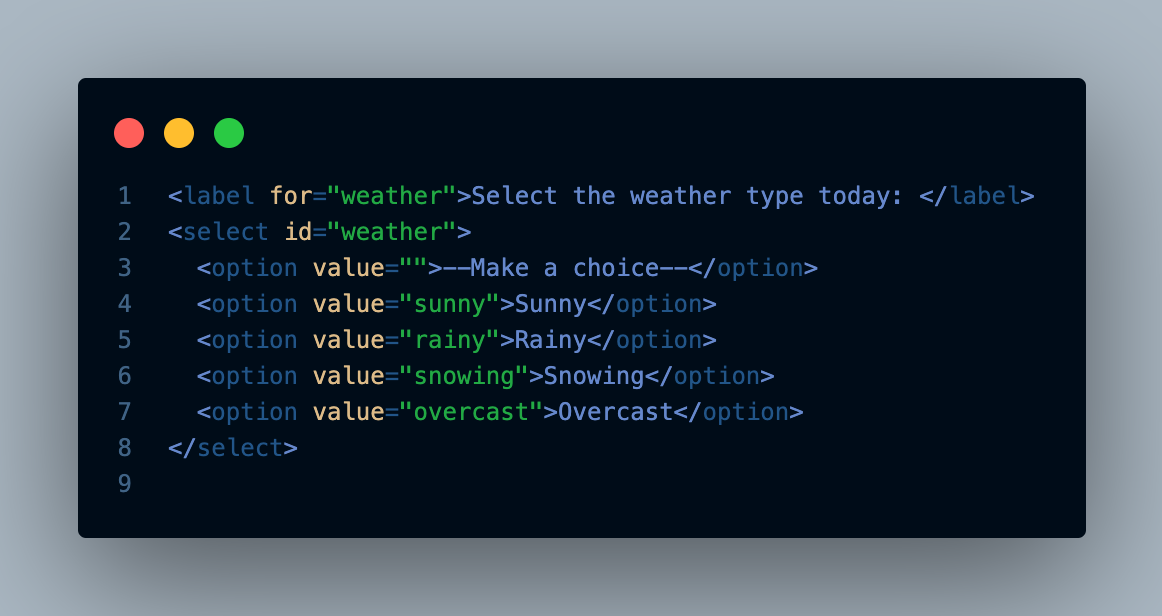 1 <label for="weather">Select the weather type today: </label>
2 <select id="weather">
3   <option value="">--Make a choice--</option>
4   <option value="sunny">Sunny</option>
5   <option value="rainy">Rainy</option>
6   <option value="snowing">Snowing</option>
7   <option value="overcast">Overcast</option>
8 </select>
9